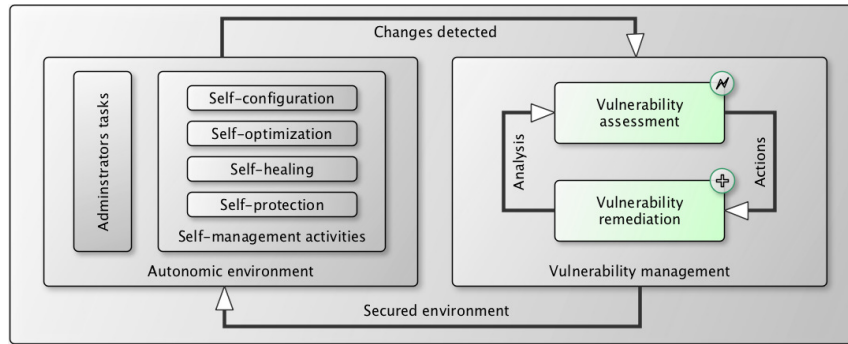 Changes detected
Adminstrators tasks
Self-configuration
Self-optimization
Self-healing
Self-protection
Self-management activities
Autonomic environment
Vulnerability
assessment
Analysis
Actions
Vulnerability
remediation
Vulnerability management
Secured environment